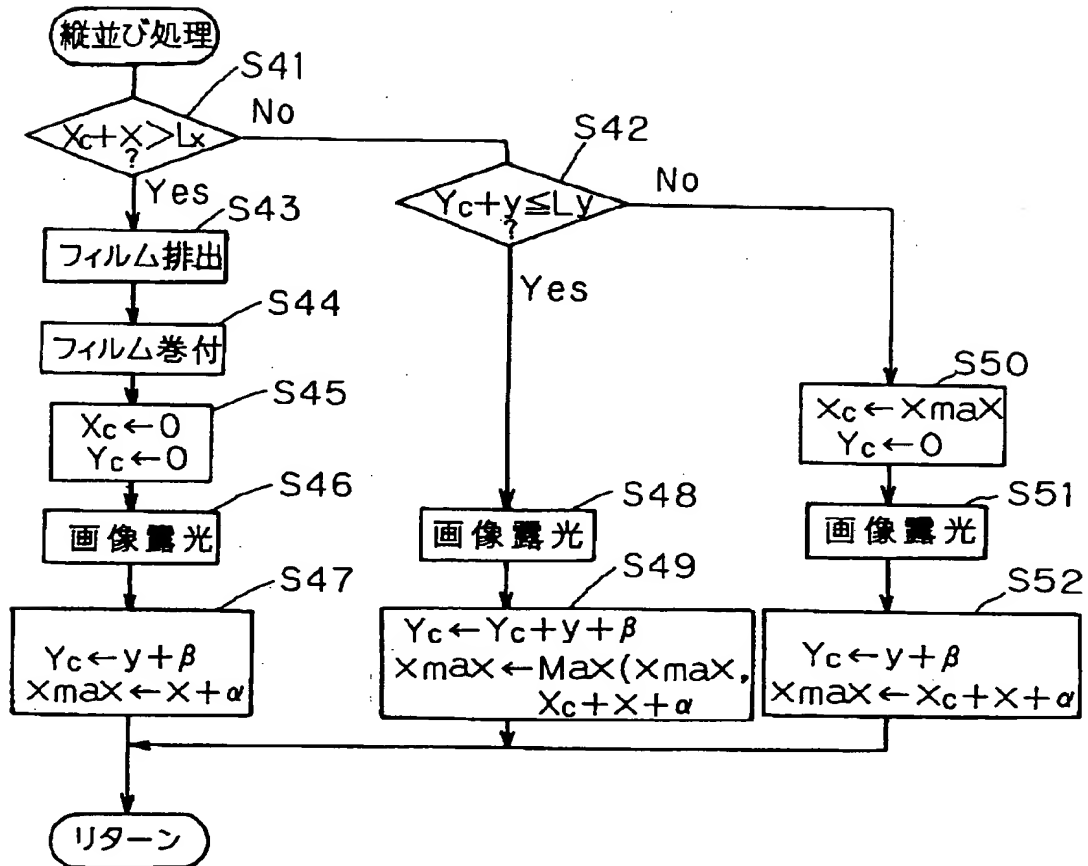 縦並び処理
S41
Xc+x>Lx
?
No
Yes
S42
Yc+y≦Ly
?
No
Yes
S43
フィルム排出
S44
フィルム巻付
S45
Xc←0
Yc←0
S46
画像露光
S47
Yc←y+β
xmax←x+α
S48
画像露光
S49
Yc←Yc+y+β
xmax←Max(xmax,
Xc+x+α
S50
Xc←xmax
Yc←0
S51
画像露光
S52
Yc←y+β
xmax←Xc+x+α
リターン